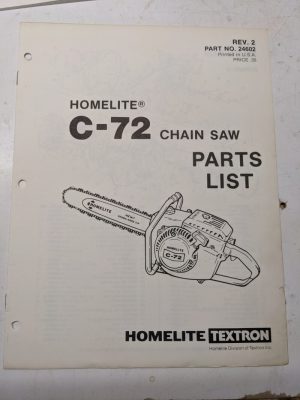 REV. 2
PART NO. 24602
Printed in U.S.A.
HOMELITE®
C-72 CHAIN SAW
PARTS
LIST
HOMELITE
HOMELITE
C-72
HOMELITE TEXTRON
Homelite Division of Textron Inc.